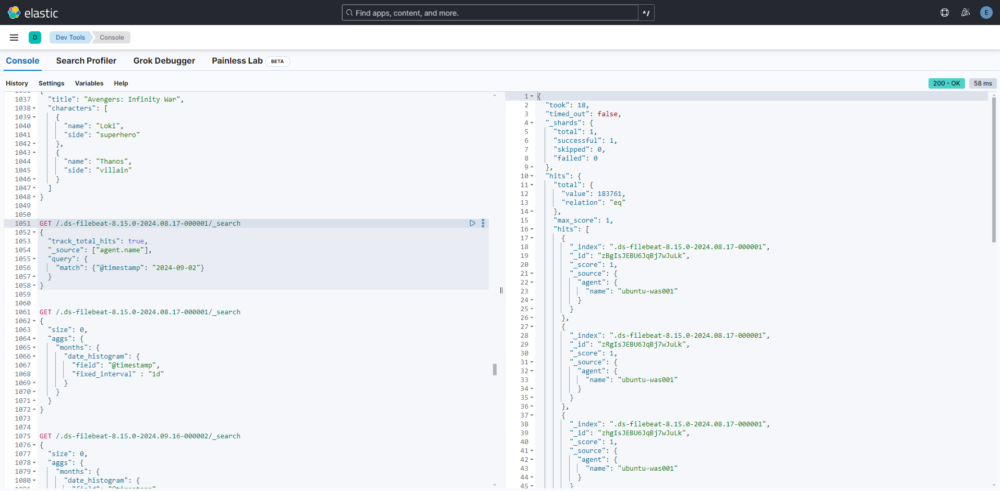 elastic
Find apps, content, and more.
^/
E
D
Dev Tools
Console
Console
Search Profiler
Grok Debugger
Painless Lab
BETA
History
Settings
Variables
Help
200 - OK
58 ms
1037 "title": "Avengers: Infinity War",
1038 "characters": [
1039 {
1040 "name": "Loki",
1041 "side": "superhero"
1042 },
1043 {
1044 "name": "Thanos",
1045 "side": "villain"
1046 }
1047 ]
1048 }
1049
1050
1051 GET /.ds-filebeat-8.15.0-2024.08.17-000001/_search
1052 {
1053 "track_total_hits": true,
1054 "_source": ["agent.name"],
1055 "query": {
1056 "match": {"@timestamp": "2024-09-02"}
1057 }
1058 }
1059
1060
1061 GET /.ds-filebeat-8.15.0-2024.08.17-000001/_search
1062 {
1063 "size": 0,
1064 "aggs": {
1065 "months": {
1066 "date_histogram": {
1067 "field": "@timestamp",
1068 "fixed_interval" : "1d"
1069 }
1070 }
1071 }
1072 }
1073
1074
1075 GET /.ds-filebeat-8.15.0-2024.09.16-000002/_search
1076 {
1077 "size": 0,
1078 "aggs": {
1079 "months": {
1080 "date_histogram": {
1 {
2 "took": 18,
3 "timed_out": false,
4 "_shards": {
5 "total": 1,
6 "successful": 1,
7 "skipped": 0,
8 "failed": 0
9 },
10 "hits": {
11 "total": {
12 "value": 183761,
13 "relation": "eq"
14 },
15 "max_score": 1,
16 "hits": [
17 {
18 "_index": ".ds-filebeat-8.15.0-2024.08.17-000001",
19 "_id": "zBgIsJEBU6JqBj7wJuLk",
20 "_score": 1,
21 "_source": {
22 "agent": {
23 "name": "ubuntu-was001"
24 }
25 }
26 },
27 {
28 "_index": ".ds-filebeat-8.15.0-2024.08.17-000001",
29 "_id": "zRgIsJEBU6JqBj7wJuLk",
30 "_score": 1,
31 "_source": {
32 "agent": {
33 "name": "ubuntu-was001"
34 }
35 }
36 },
37 {
38 "_index": ".ds-filebeat-8.15.0-2024.08.17-000001",
39 "_id": "zhgIsJEBU6JqBj7wJuLk",
40 "_score": 1,
41 "_source": {
42 "agent": {
43 "name": "ubuntu-was001"
44 }
45 }